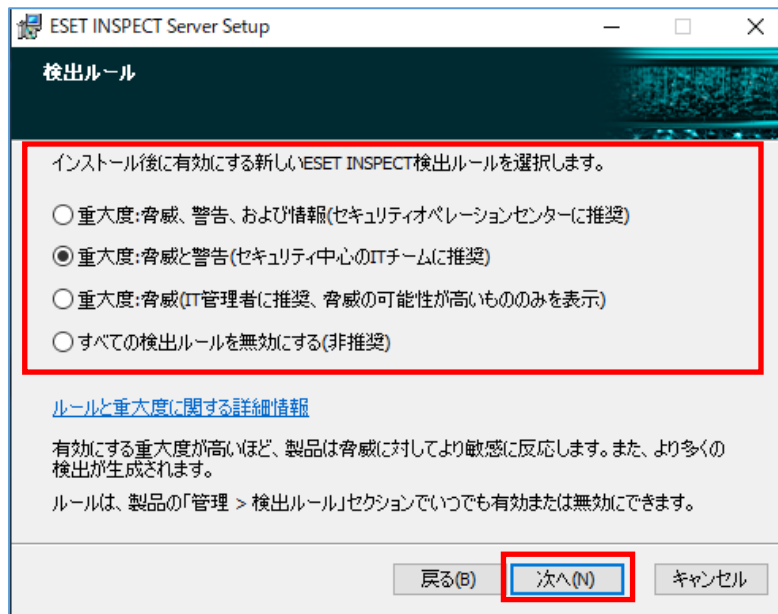 ESET INSPECT Server Setup
検出ルール
インストール後に有効にする新しいESET INSPECT検出ルールを選択します。
重大度:脅威、警告、および情報(セキュリティオペレーションセンターに推奨)
重大度:脅威と警告(セキュリティ中心のITチームに推奨)
重大度:脅威(IT管理者に推奨、脅威の可能性が高いもののみを表示)
すべての検出ルールを無効にする(非推奨)
ルールと重大度に関する詳細情報
有効にする重大度が高いほど、製品は脅威に対してより敏感に反応します。また、より多くの
検出が生成されます。
ルールは、製品の「管理 > 検出ルール」セクションでいつでも有効または無効にできます。
戻る(B) 次へ(N) キャンセル